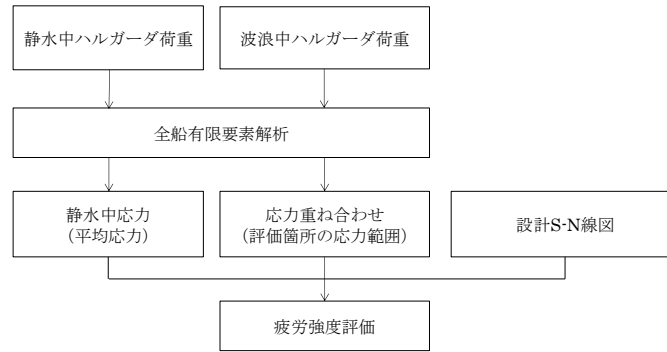 静水中ハルガーダ荷重
波浪中ハルガーダ荷重
全船有限要素解析
静水中応力
（平均応力）
応力重ね合わせ
（評価箇所の応力範囲）
設計S-N線図
疲労強度評価